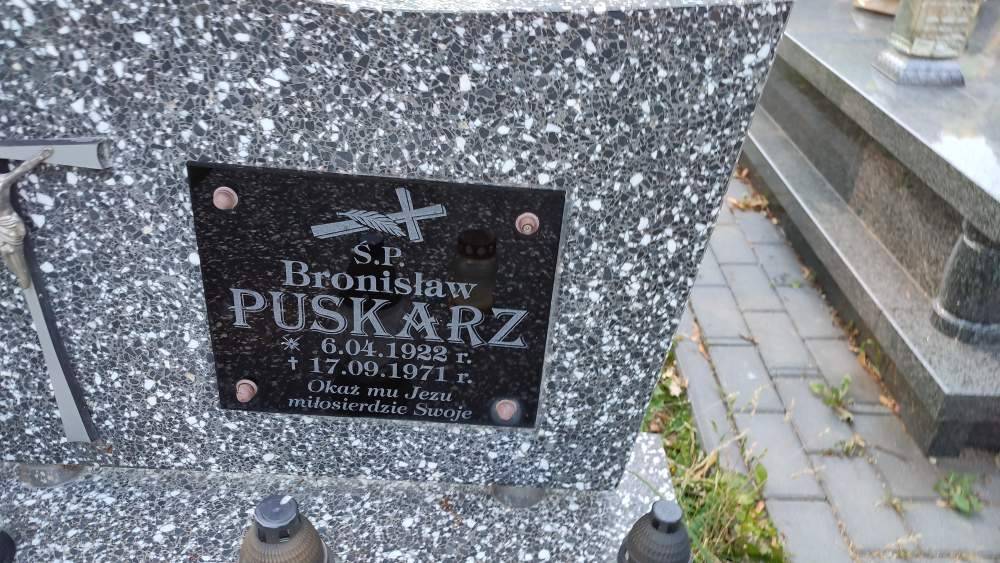 Ś.P
Bronisław
PUSKARZ
* 6.04.1922 r.
† 17.09.1971 r.
Okaż mu Jezu
miłosierdzie Swoje